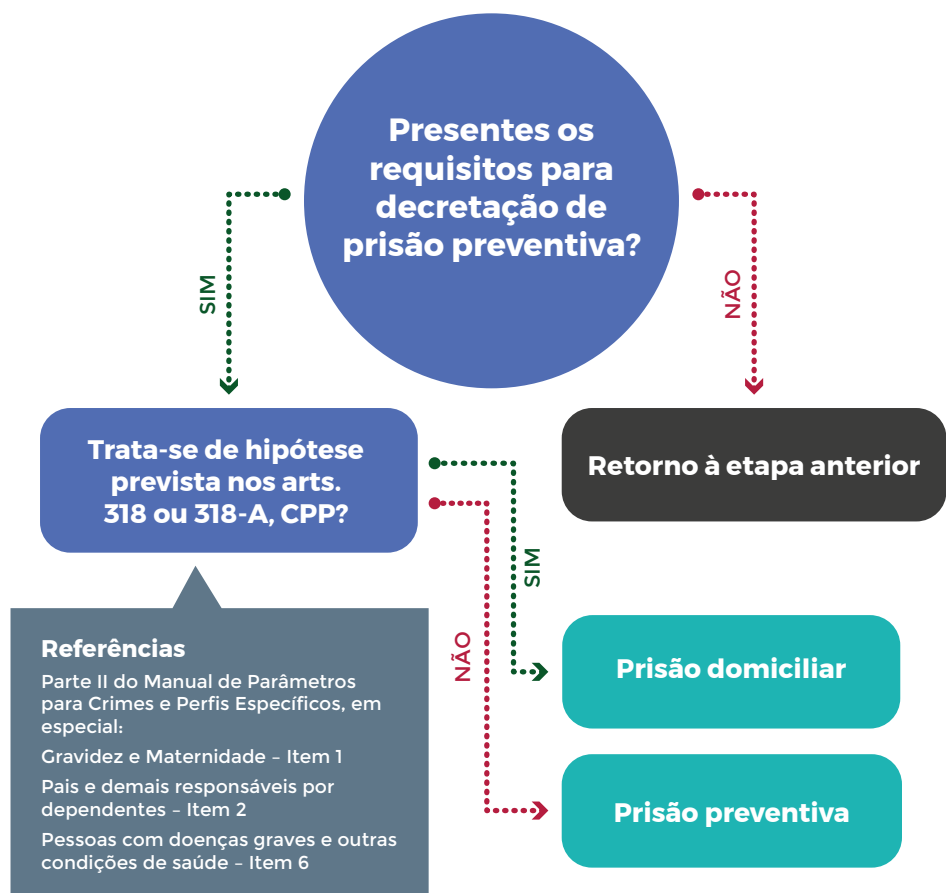 Presentes os
requisitos para
decretação de
prisão preventiva?
SIM
NÃO
Trata-se de hipótese
prevista nos arts.
318 ou 318-A, CPP?
Retorno à etapa anterior
SIM
NÃO
Referências
Parte II do Manual de Parâmetros
para Crimes e Perfis Específicos, em
especial:
Gravidez e Maternidade – Item 1
Pais e demais responsáveis por
dependentes – Item 2
Pessoas com doenças graves e outras
condições de saúde – Item 6
Prisão domiciliar
Prisão preventiva